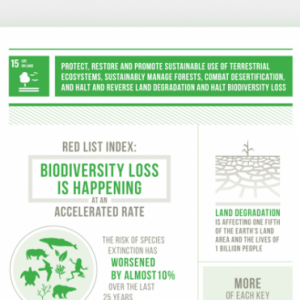 15 LIFE ON LAND
PROTECT, RESTORE AND PROMOTE SUSTAINABLE USE OF TERRESTRIAL
ECOSYSTEMS, SUSTAINABLY MANAGE FORESTS, COMBAT DESERTIFICATION,
AND HALT AND REVERSE LAND DEGRADATION AND HALT BIODIVERSITY LOSS
RED LIST INDEX:
BIODIVERSITY LOSS
IS HAPPENING
AT AN
ACCELERATED RATE
THE RISK OF SPECIES
EXTINCTION HAS
WORSENED
BY ALMOST 10%
OVER THE LAST
25 YEARS
LAND DEGRADATION
IS AFFECTING ONE FIFTH
OF THE EARTH'S LAND
AREA AND THE LIVES OF
1 BILLION PEOPLE
MORE
OF EACH KEY